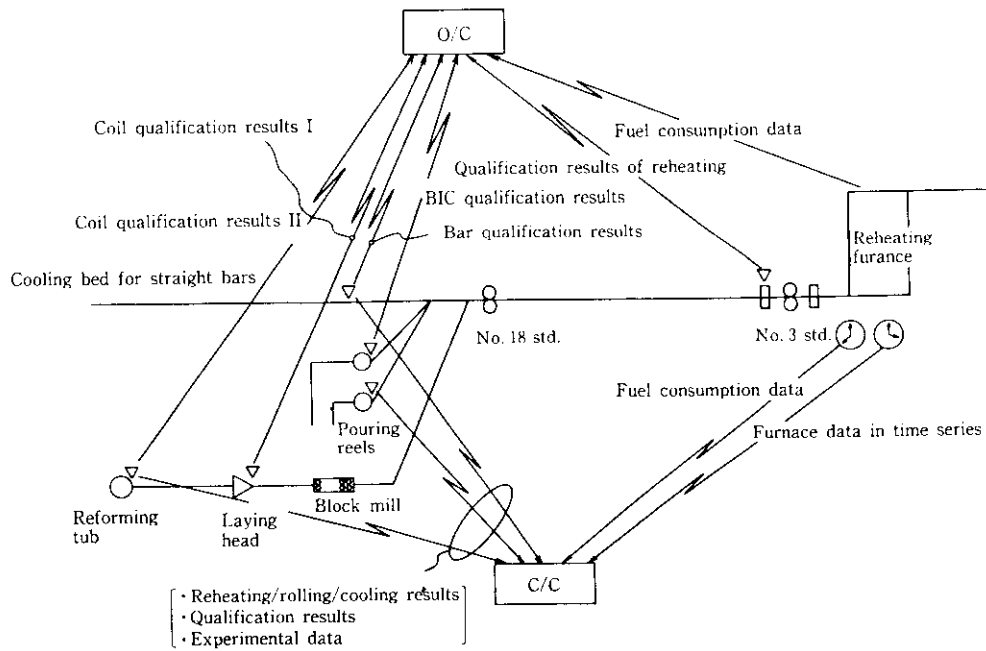 O/C
Coil qualification results I
Fuel consumption data
Qualification results of reheating
BIC qualification results
Coil qualification results II
Bar qualification results
Reheating
furance
Cooling bed for straight bars
No. 18 std.
No. 3 std.
Fuel consumption data
Pouring
reels
Furnace data in time series
Block mill
Reforming
tub
Laying
head
C/C
· Reheating/rolling/cooling results
· Qualification results
· Experimental data